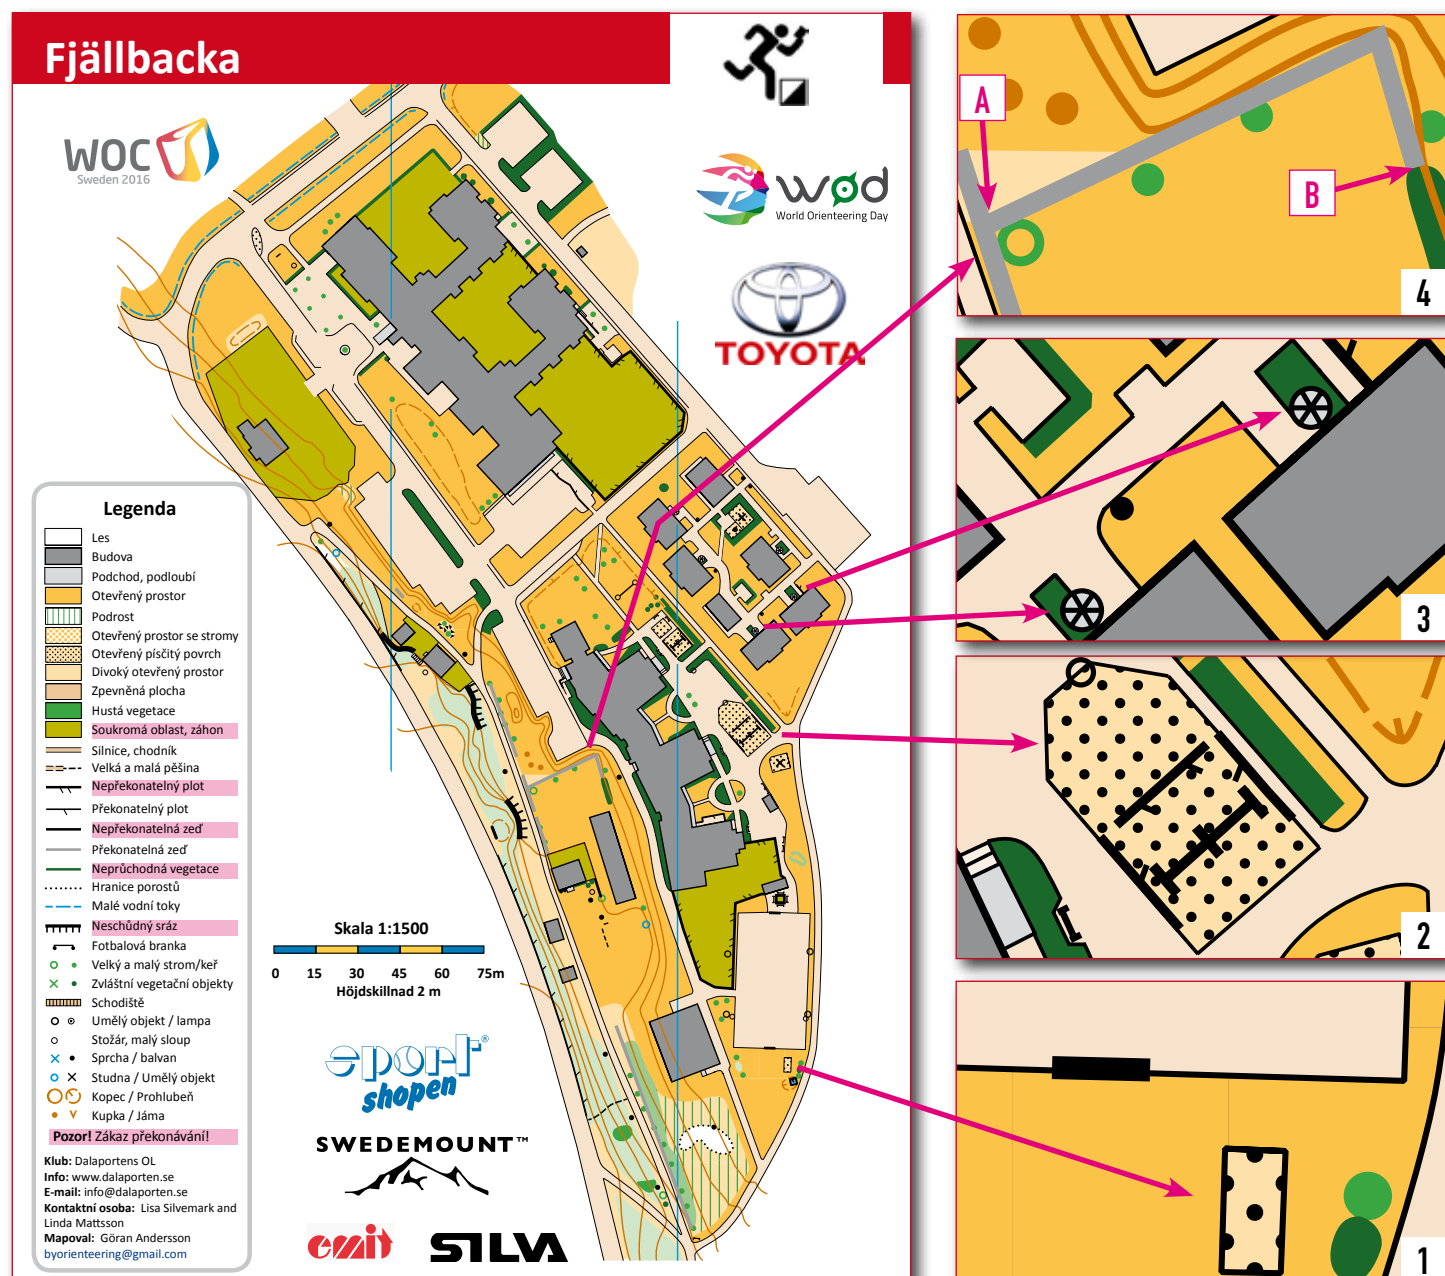 Fjällbacka
WOC
Sweden 2016
wod
World Orienteering Day
TOYOTA
A
B
4
3
2
1
Legenda
Les
Budova
Podchod, podloubí
Otevřený prostor
Podrost
Otevřený prostor se stromy
Otevřený písčitý povrch
Divoký otevřený prostor
Zpevněná plocha
Hustá vegetace
Soukromá oblast, záhon
Silnice, chodník
Velká a malá pěšina
Nepřekonatelný plot
Překonatelný plot
Nepřekonatelná zeď
Překonatelná zeď
Neprůchodná vegetace
Hranice porostů
Malé vodní toky
Neschůdný sráz
Fotbalová branka
Velký a malý strom/keř
Zvláštní vegetační objekty
Schodiště
Umělý objekt / lampa
Stožár, malý sloup
Sprcha / balvan
Studna / Umělý objekt
Kopec / Prohlubeň
Kupka / Jáma
Pozor! Zákaz překonávání!
Klub: Dalaportens OL
Info: www.dalaporten.se
E-mail: info@dalaporten.se
Kontaktní osoba: Lisa Silvemark and
Linda Mattsson
Mapoval: Göran Andersson
byorienteering@gmail.com
Skala 1:1500
0 15 30 45 60 75m
Höjdskillnad 2 m
sport®
shopen
SWEDEMOUNT™
emit
SILVA